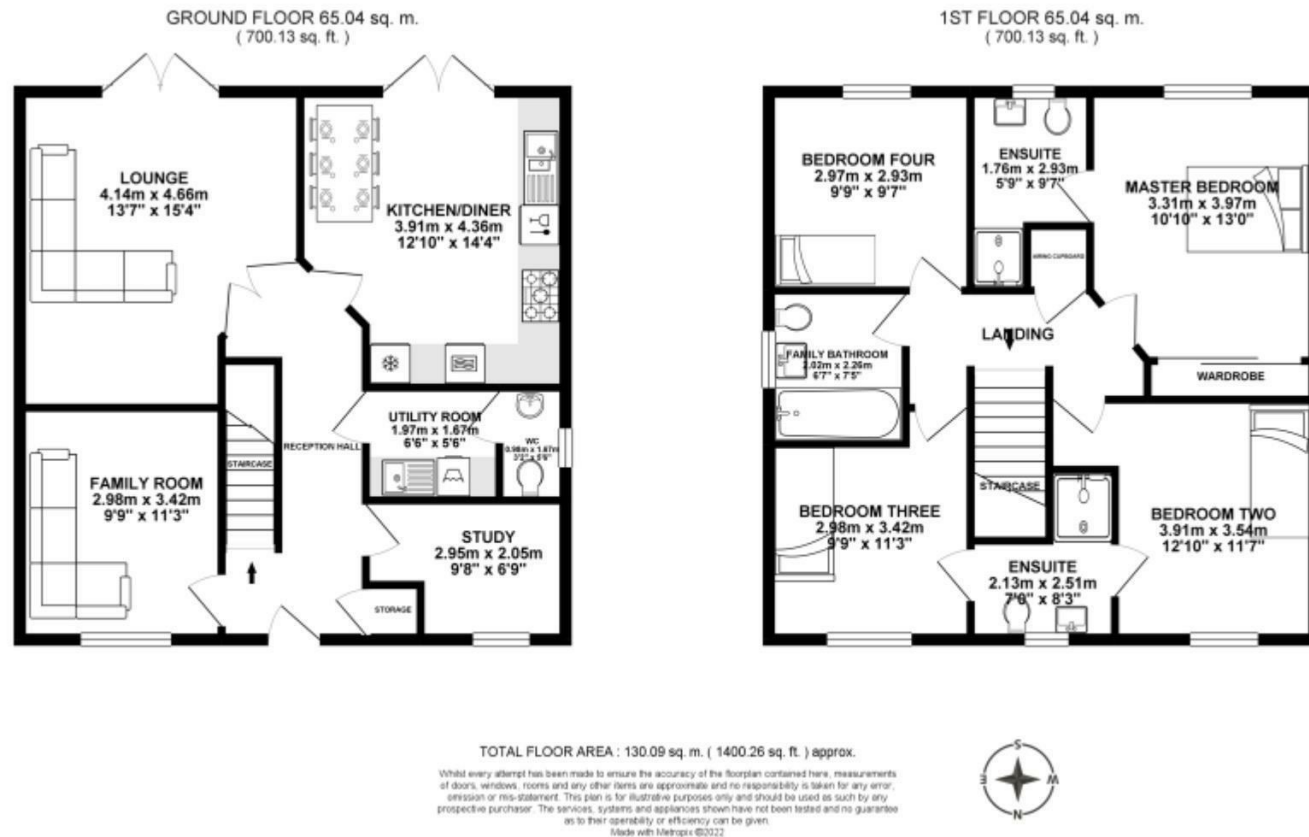 GROUND FLOOR 65.04 sq. m.
( 700.13 sq. ft. )
LOUNGE
4.14m x 4.66m
13'7" x 15'4"
KITCHEN/DINER
3.91m x 4.36m
12'10" x 14'4"
UTILITY ROOM
1.97m x 1.67m
6'6" x 5'6"
WC
0.98m x 1.67m
3'2" x 5'6"
RECEPTION HALL
STAIRCASE
FAMILY ROOM
2.98m x 3.42m
9'9" x 11'3"
STUDY
2.95m x 2.05m
9'8" x 6'9"
STORAGE
1ST FLOOR 65.04 sq. m.
( 700.13 sq. ft. )
BEDROOM FOUR
2.97m x 2.93m
9'9" x 9'7"
ENSUITE
1.76m x 2.93m
5'9" x 9'7"
MASTER BEDROOM
3.31m x 3.97m
10'10" x 13'0"
AIRING CUPBOARD
LANDING
FAMILY BATHROOM
2.02m x 2.26m
6'7" x 7'5"
WARDROBE
STAIRCASE
BEDROOM THREE
2.98m x 3.42m
9'9" x 11'3"
BEDROOM TWO
3.91m x 3.54m
12'10" x 11'7"
ENSUITE
2.13m x 2.51m
7'0" x 8'3"
TOTAL FLOOR AREA : 130.09 sq. m. ( 1400.26 sq. ft. ) approx.
Whilst every attempt has been made to ensure the accuracy of the floorplan contained here, measurements
of doors, windows, rooms and any other items are approximate and no responsibility is taken for any error,
omission or mis-statement. This plan is for illustrative purposes only and should be used as such by any
prospective purchaser. The services, systems and appliances shown have not been tested and no guarantee
as to their operability or efficiency can be given.
Made with Metropix ©2022
S
E
W
N